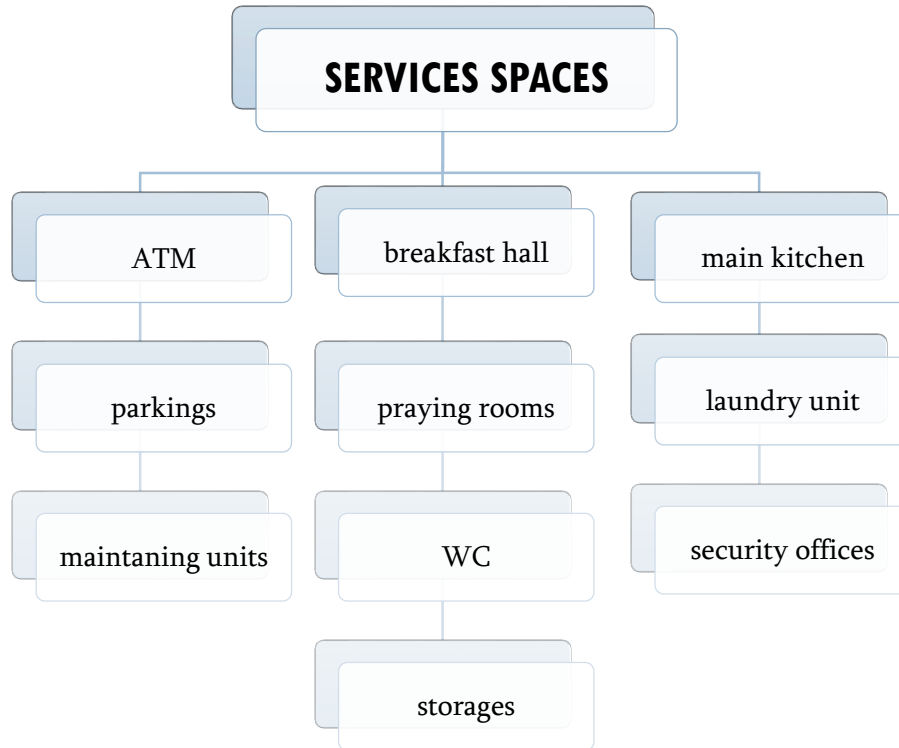 SERVICES SPACES
ATM
breakfast hall
main kitchen
parkings
praying rooms
laundry unit
maintaning units
WC
security offices
storages